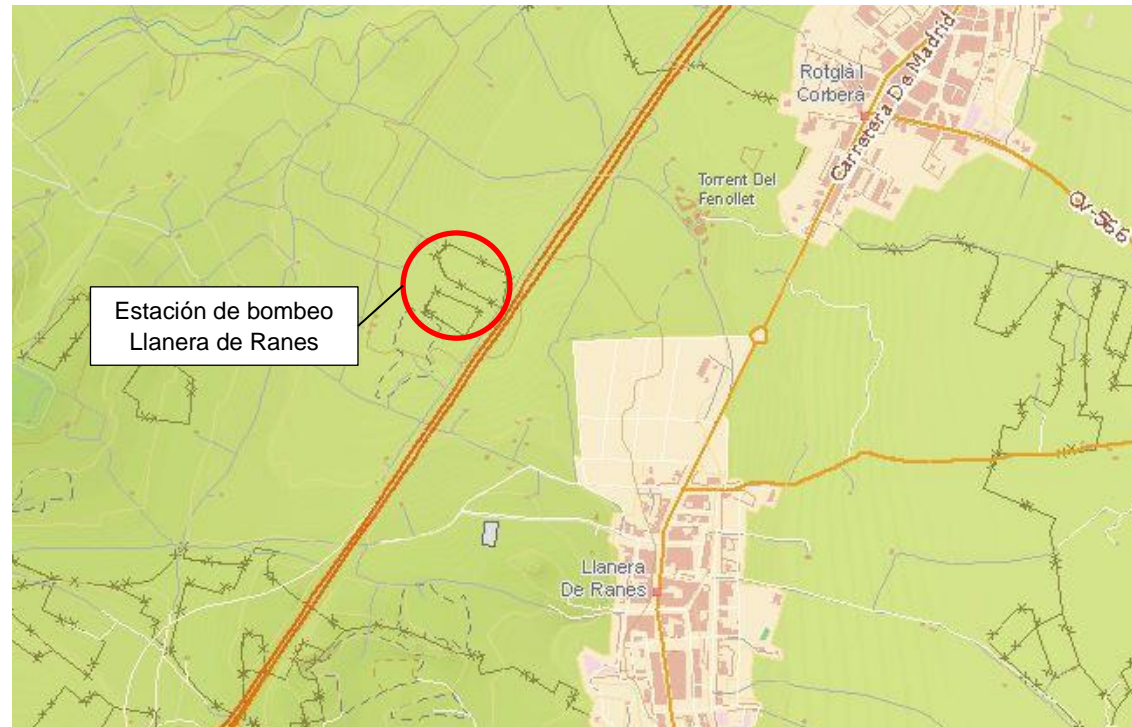 Rotglà I
Corberà
Carretera De Madrid
CV-566
Torrent Del
Fenollet
Estación de bombeo
Llanera de Ranes
Llanera
De Ranes